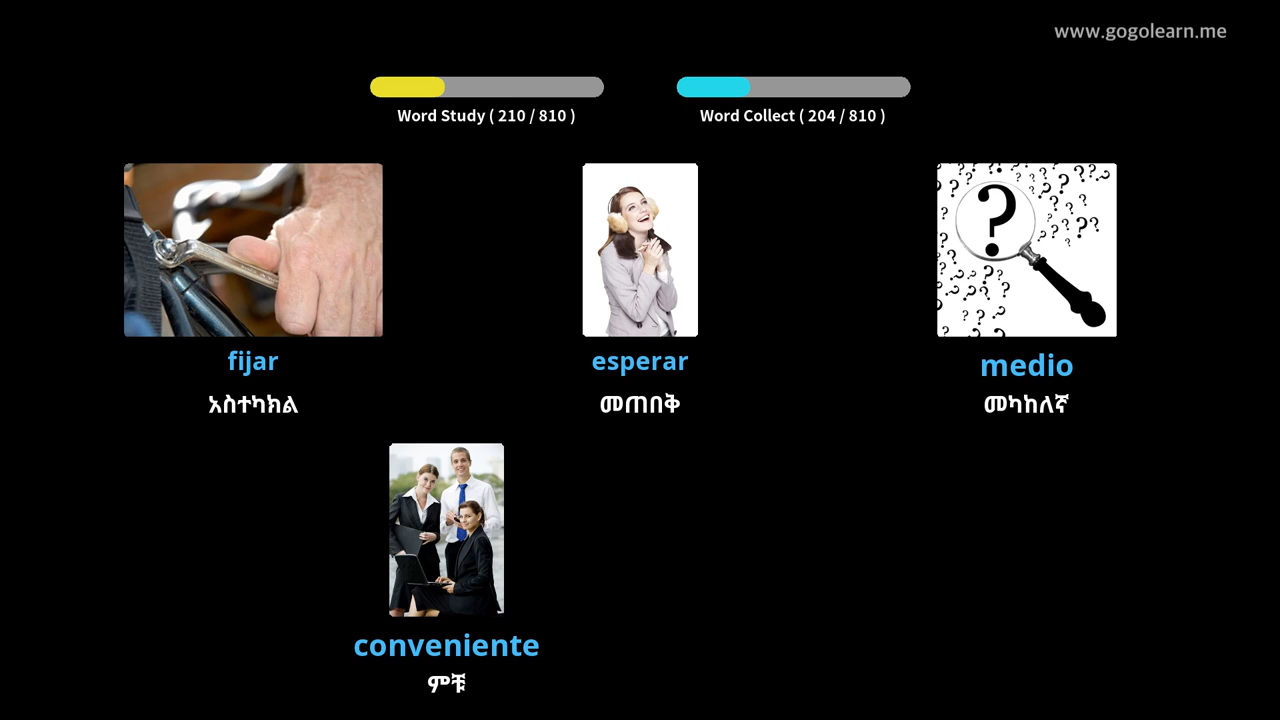 www.gogolearn.me
Word Study ( 210 / 810 )
Word Collect ( 204 / 810 )
fijar
esperar
medio
አስተካክል
መጠበቅ
መካከለኛ
conveniente
ምቹ